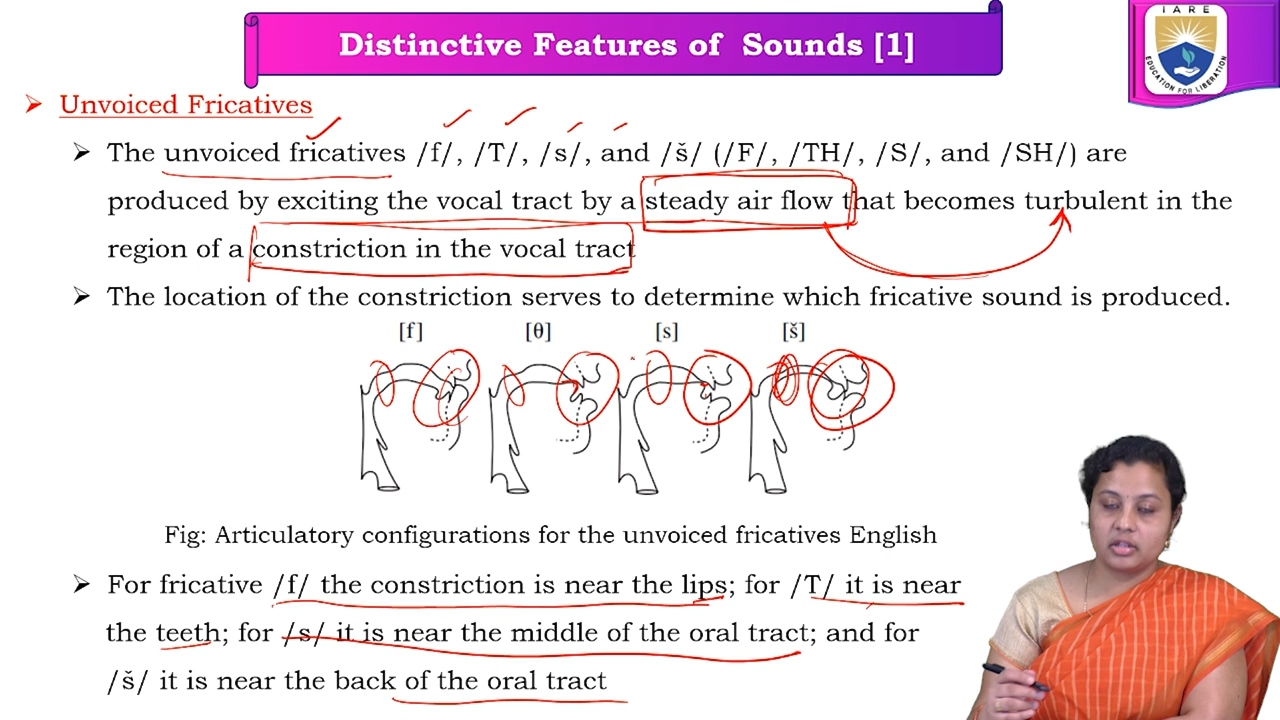 IARE
EDUCATION FOR LIBERATION
Distinctive Features of Sounds [1]
Unvoiced Fricatives
The unvoiced fricatives /f/, /T/, /s/, and /š/ (/F/, /TH/, /S/, and /SH/) are
produced by exciting the vocal tract by a steady air flow that becomes turbulent in the
region of a constriction in the vocal tract
The location of the constriction serves to determine which fricative sound is produced.
[f] [θ] [s] [š]
Fig: Articulatory configurations for the unvoiced fricatives English
For fricative /f/ the constriction is near the lips; for /T/ it is near
the teeth; for /s/ it is near the middle of the oral tract; and for
/š/ it is near the back of the oral tract